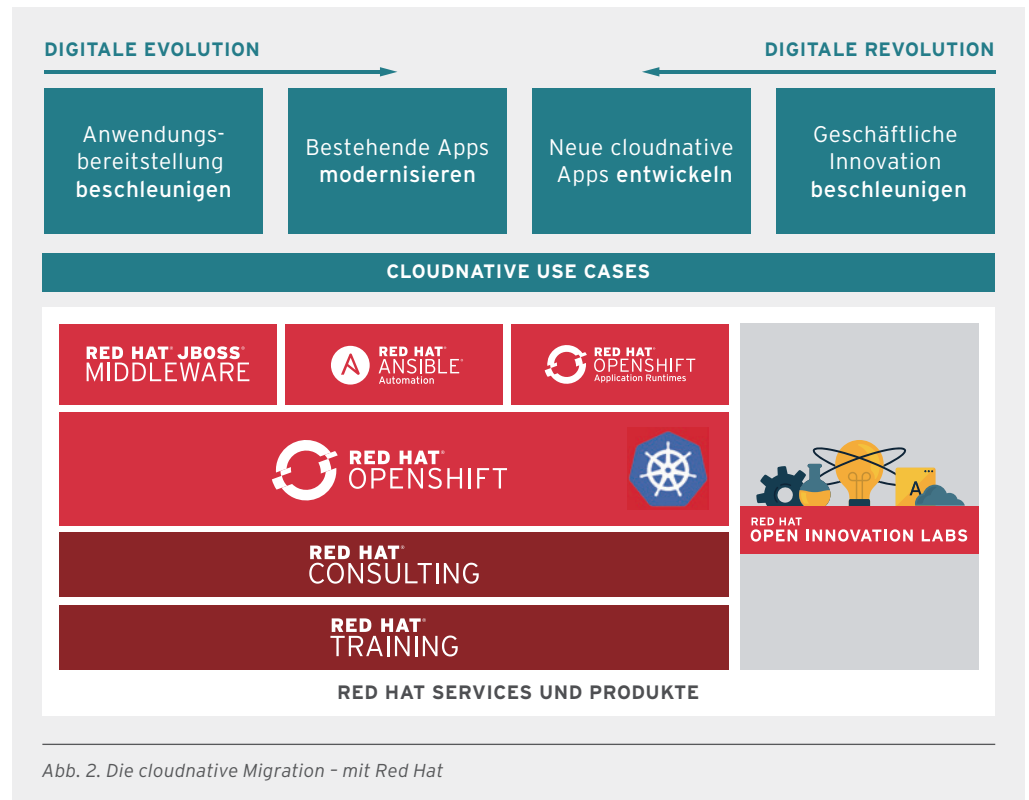 DIGITALE EVOLUTION
DIGITALE REVOLUTION
Anwendungs-
bereitstellung
beschleunigen
Bestehende Apps
modernisieren
Neue cloudnative
Apps entwickeln
Geschäftliche
Innovation
beschleunigen
CLOUDNATIVE USE CASES
RED HAT® JBOSS®
MIDDLEWARE
RED HAT®
ANSIBLE®
Automation
RED HAT®
OPENSHIFT
Application Runtimes
RED HAT®
OPENSHIFT
A
RED HAT
OPEN INNOVATION LABS
RED HAT®
CONSULTING
RED HAT®
TRAINING
RED HAT SERVICES UND PRODUKTE
Abb. 2. Die cloudnative Migration – mit Red Hat